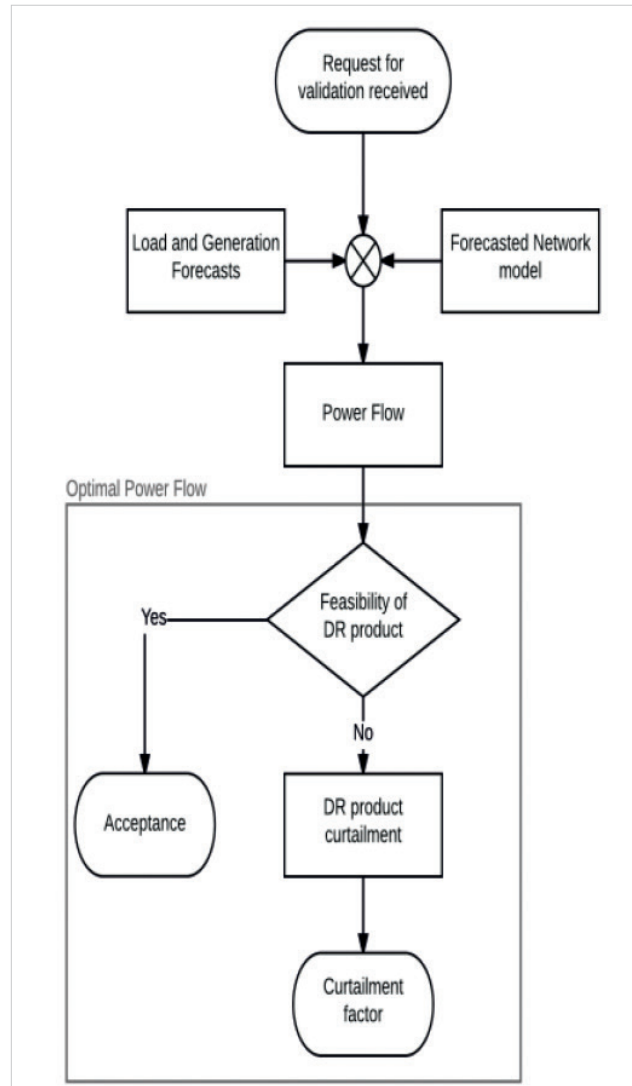 Request for
validation received
Load and Generation
Forecasts
Forecasted Network
model
Power Flow
Optimal Power Flow
Feasibility of
DR product
Yes
No
Acceptance
DR product
curtailment
Curtailment
factor